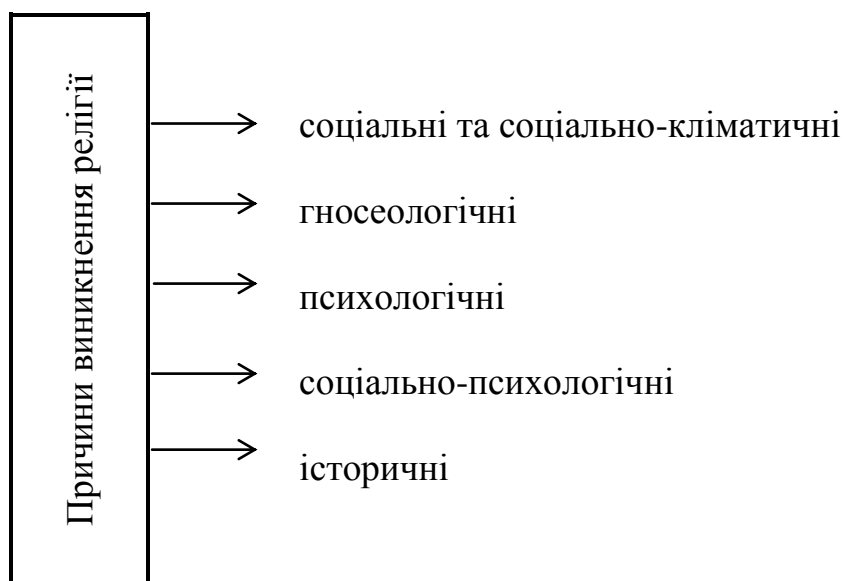 Причини виникнення релігії
соціальні та соціально-кліматичні
гносеологічні
психологічні
соціально-психологічні
історичні